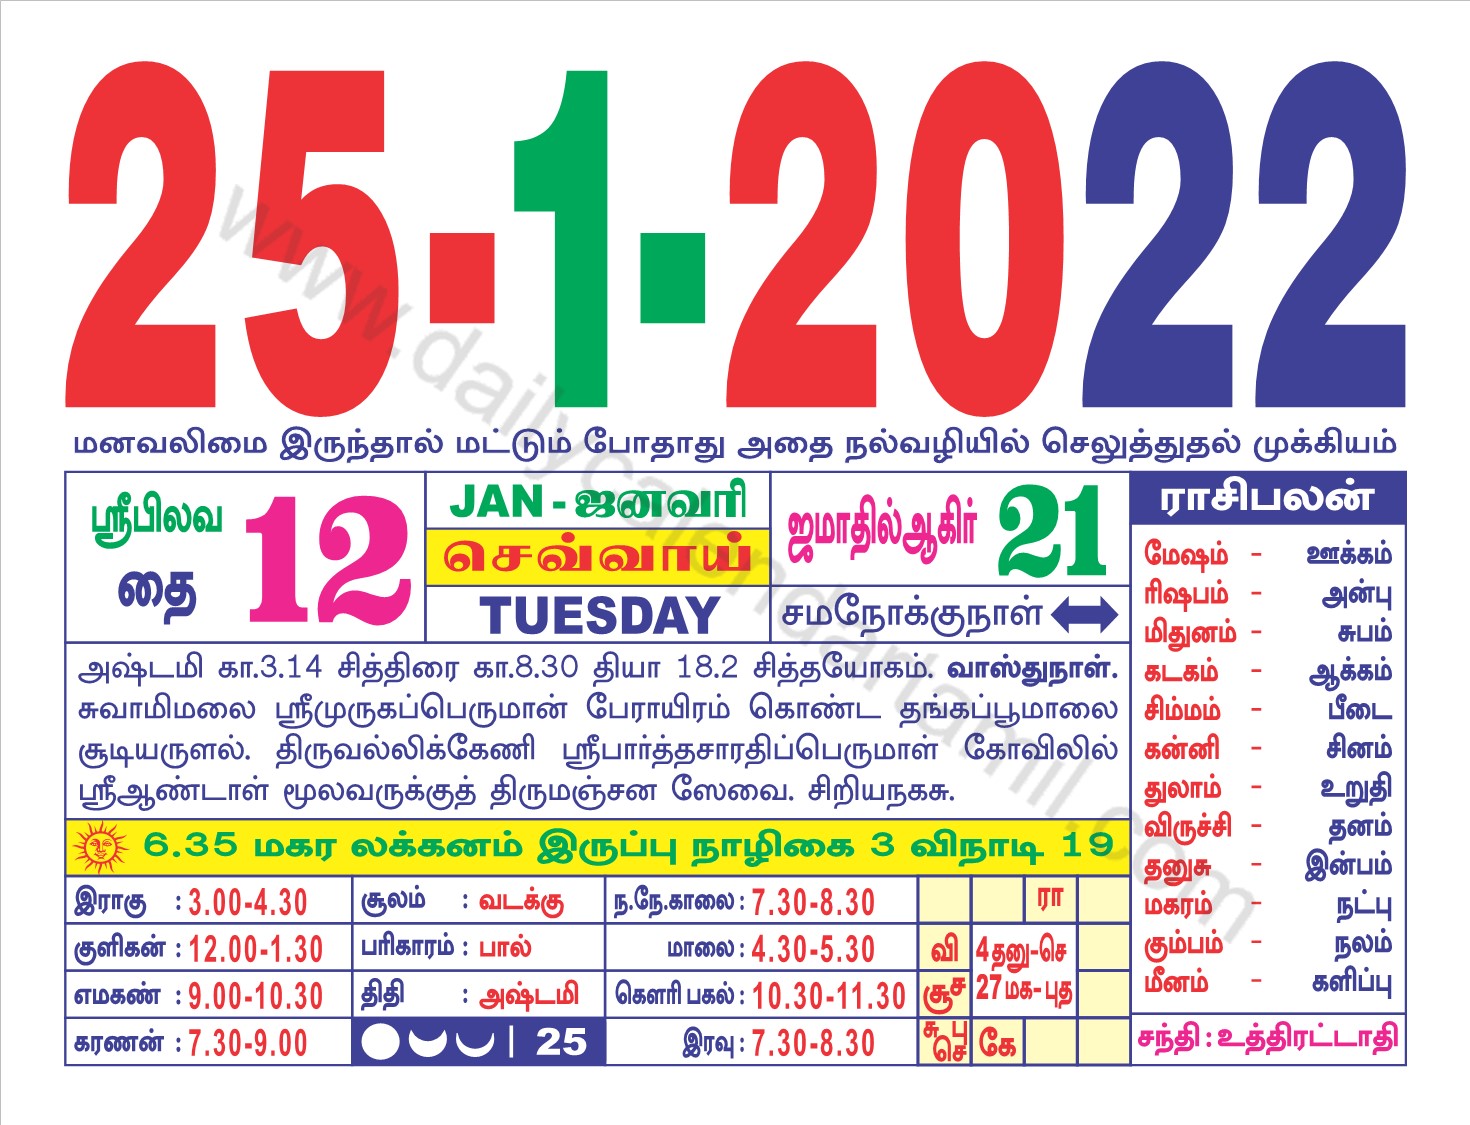 25-1-2022
மனவலிமை இருந்தால் மட்டும் போதாது அதை நல்வழியில் செலுத்துதல் முக்கியம்
ஸ்ரீபிலவ
தை
12
JAN - ஜனவரி
செவ்வாய்
TUESDAY
ஜமாதில்ஆகிர் 21
சமநோக்குநாள்
அஷ்டமி கா.3.14 சித்திரை கா.8.30 தியா 18.2 சித்தயோகம். வாஸ்துநாள்.
சுவாமிமலை ஸ்ரீமுருகப்பெருமான் பேராயிரம் கொண்ட தங்கப்பூமாலை
சூடியருளல். திருவல்லிக்கேணி ஸ்ரீபார்த்தசாரதிப்பெருமாள் கோவிலில்
ஸ்ரீஆண்டாள் மூலவருக்குத் திருமஞ்சன ஸேவை. சிறியநகசு.
6.35 மகர லக்கனம் இருப்பு நாழிகை 3 விநாடி 19
இராகு : 3.00-4.30
குளிகன் : 12.00-1.30
எமகண் : 9.00-10.30
கரணன் : 7.30-9.00
சூலம் : வடக்கு
பரிகாரம் : பால்
திதி : அஷ்டமி
25
ந.நே.காலை : 7.30-8.30
மாலை : 4.30-5.30
கௌரி பகல் : 10.30-11.30
இரவு : 7.30-8.30
ரா
வி
4தனு-செ
சூச
27மக-புத
சு பு
செ
கே
ராசிபலன்
மேஷம் - ஊக்கம்
ரிஷபம் - அன்பு
மிதுனம் - சுபம்
கடகம் - ஆக்கம்
சிம்மம் - பீடை
கன்னி - சினம்
துலாம் - உறுதி
விருச்சி - தனம்
தனுசு - இன்பம்
மகரம் - நட்பு
கும்பம் - நலம்
மீனம் - களிப்பு
சந்தி : உத்திரட்டாதி
www.dailycalendartamil.com